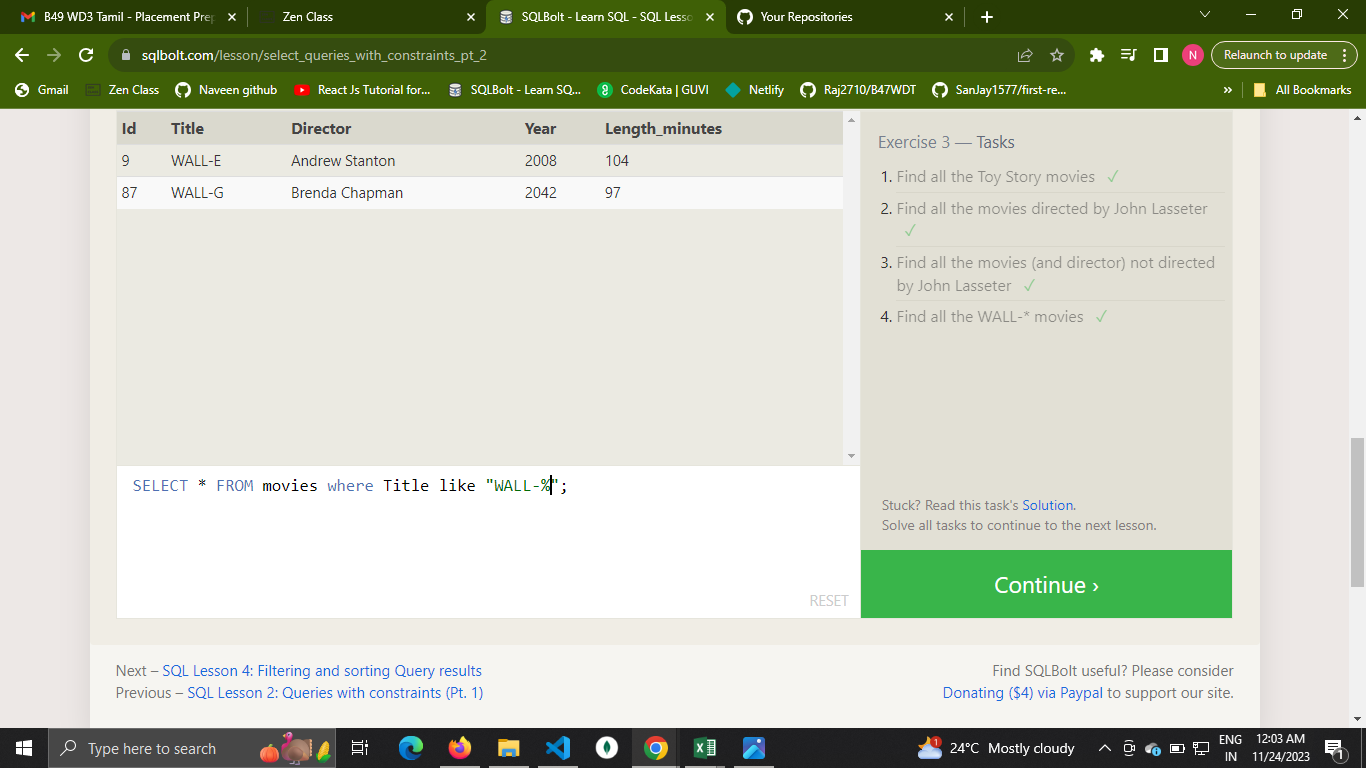 B49 WD3 Tamil - Placement Prep
Zen Class
SQLBolt - Learn SQL - SQL Lesso
Your Repositories
sqlbolt.com/lesson/select_queries_with_constraints_pt_2
N
Relaunch to update
Gmail
Zen Class
Naveen github
React Js Tutorial for...
SQLBolt - Learn SQ...
CodeKata | GUVI
Netlify
Raj2710/B47WDT
SanJay1577/first-re...
»
All Bookmarks
Id Title Director Year Length_minutes
9 WALL-E Andrew Stanton 2008 104
87 WALL-G Brenda Chapman 2042 97
SELECT * FROM movies where Title like "WALL-%";
RESET
Exercise 3 — Tasks
1. Find all the Toy Story movies ✓
2. Find all the movies directed by John Lasseter
✓
3. Find all the movies (and director) not directed
by John Lasseter ✓
4. Find all the WALL-* movies ✓
Stuck? Read this task's Solution.
Solve all tasks to continue to the next lesson.
Continue ›
Next – SQL Lesson 4: Filtering and sorting Query results
Previous – SQL Lesson 2: Queries with constraints (Pt. 1)
Find SQLBolt useful? Please consider
Donating ($4) via Paypal to support our site.
Type here to search
1
24°C Mostly cloudy
ENG
IN
12:03 AM
11/24/2023
1